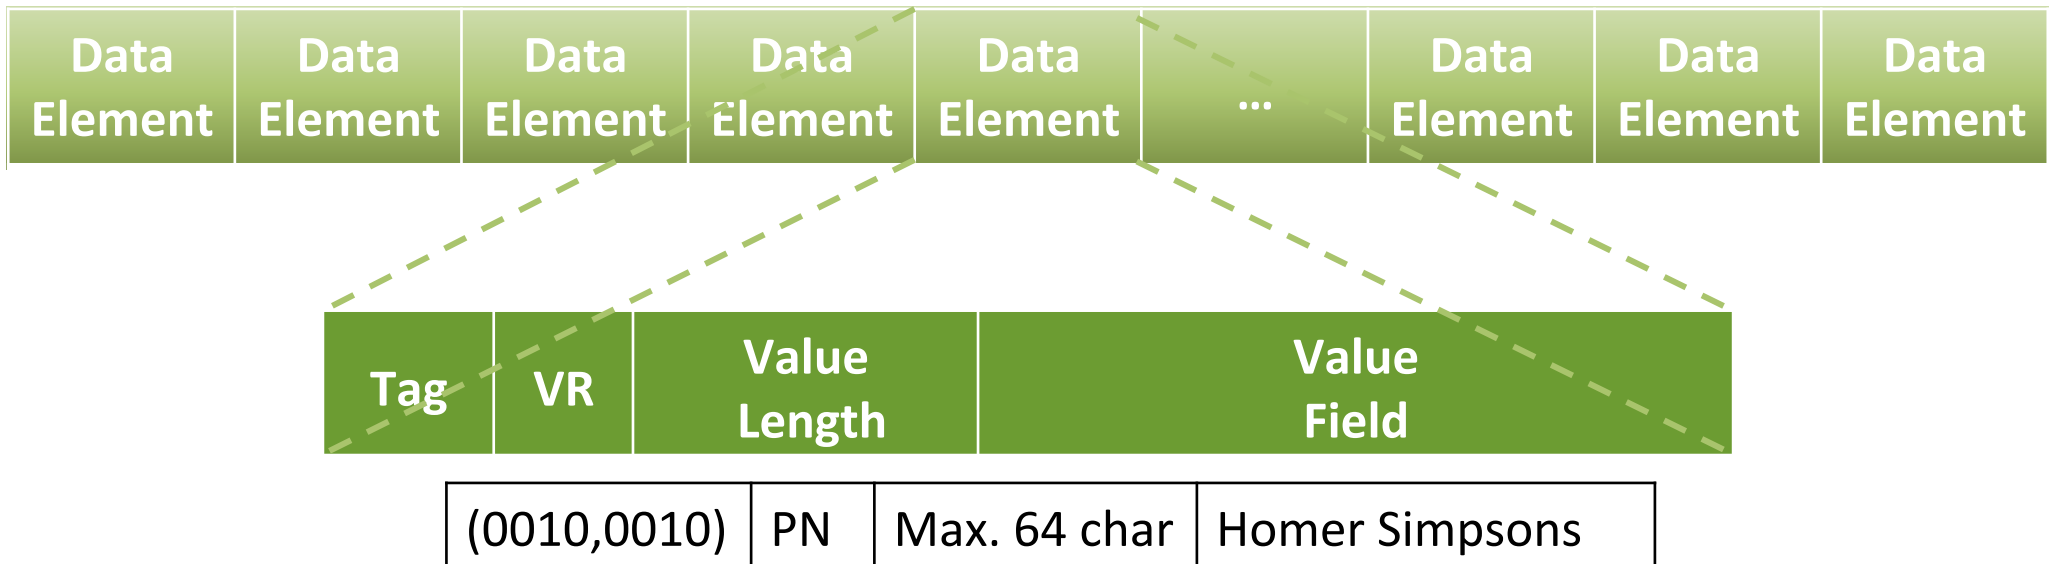 Data Element
Data Element
Data Element
Data Element
Data Element
...
Data Element
Data Element
Data Element
Tag
VR
Value Length
Value Field
(0010,0010) PN Max. 64 char Homer Simpsons